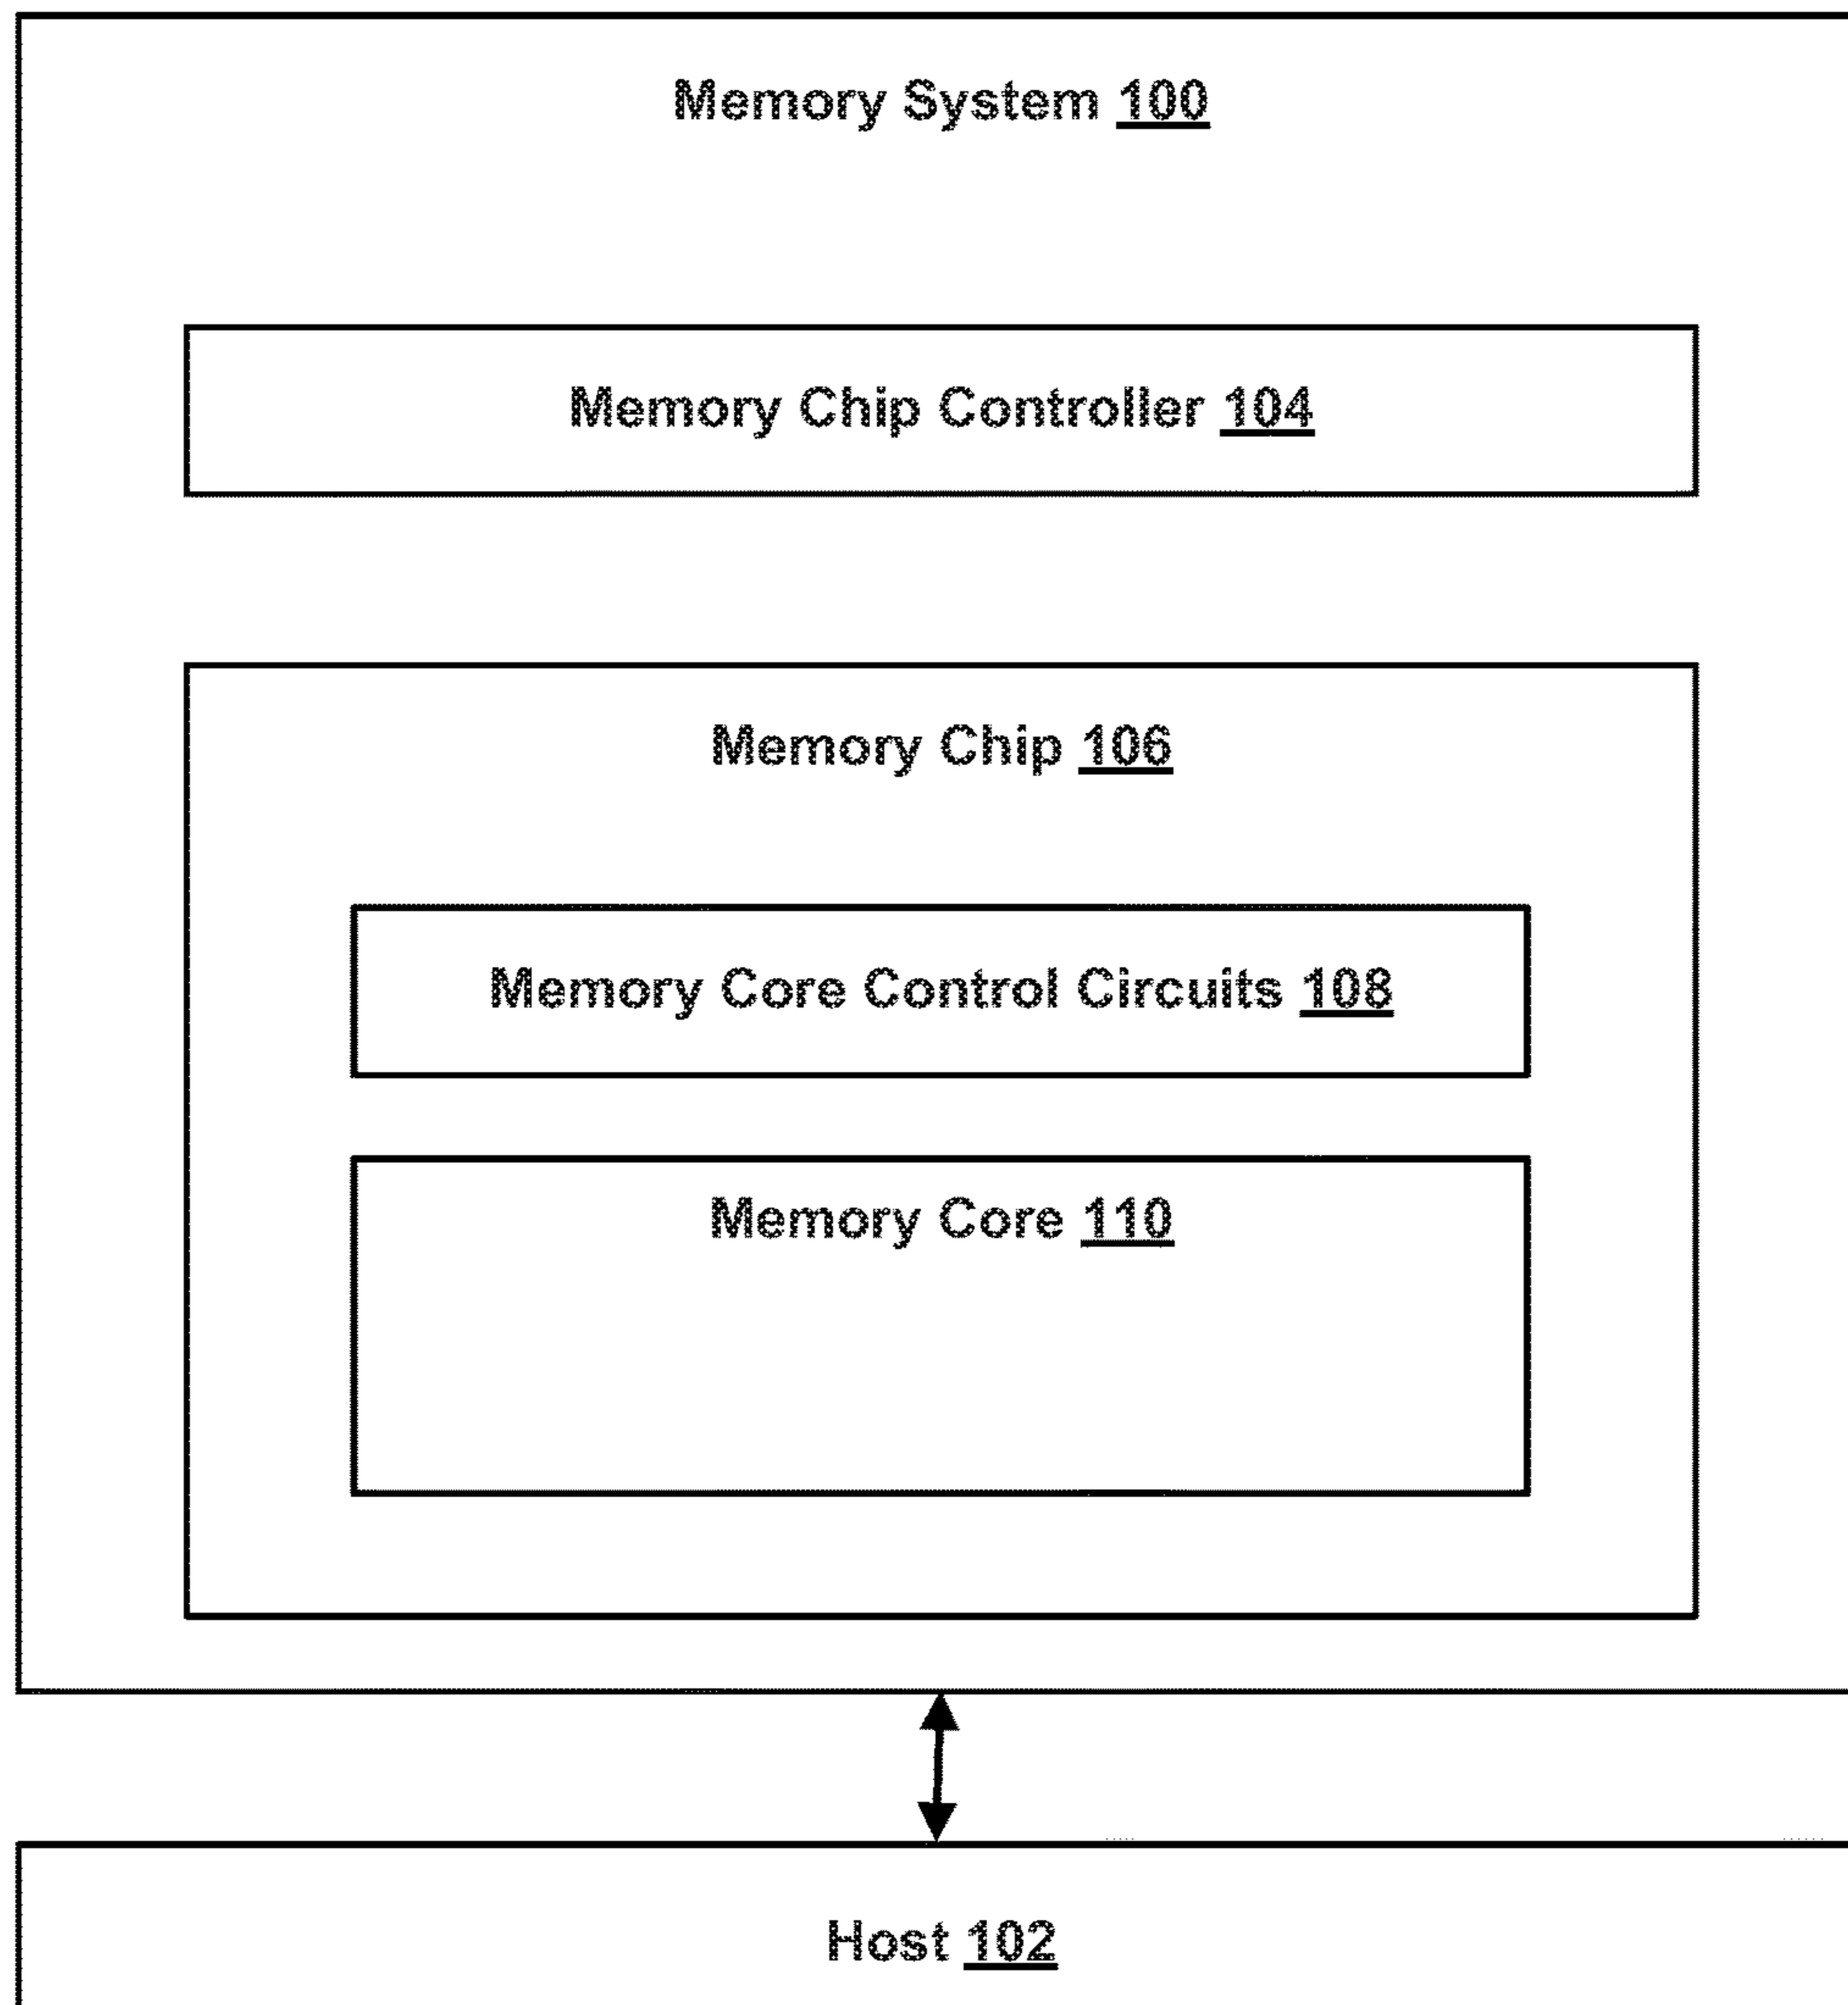 Memory System 100
Memory Chip Controller 104
Memory Chip 106
Memory Core Control Circuits 108
Memory Core 110
Host 102